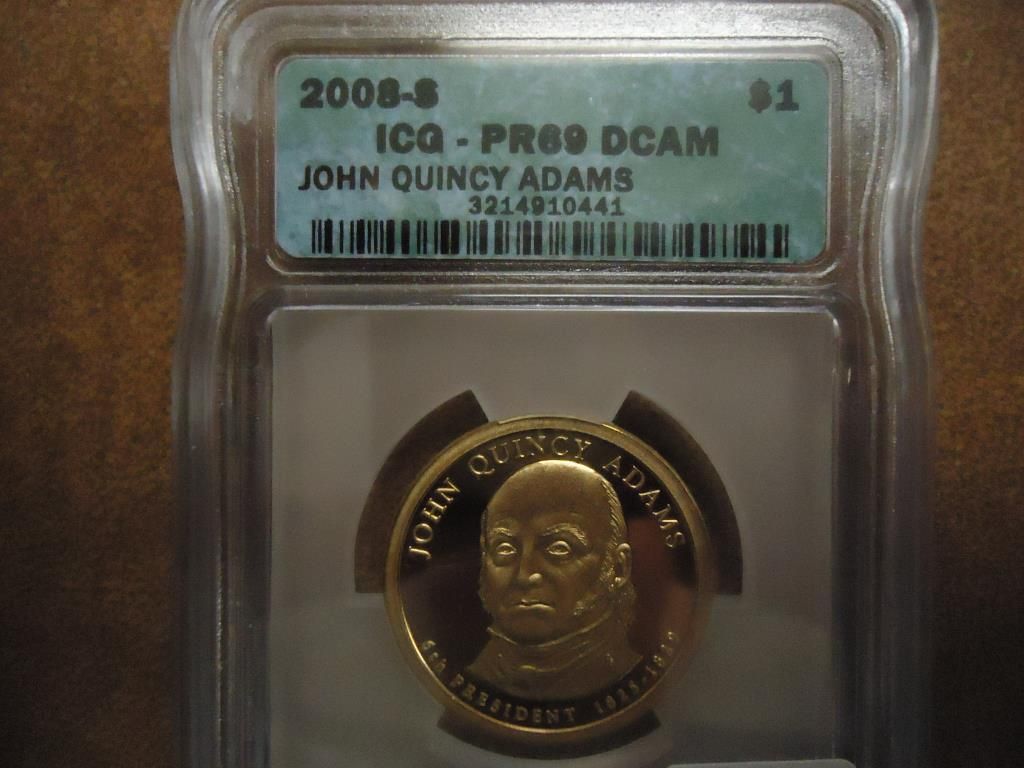 2008-S $1
ICG - PR69 DCAM
JOHN QUINCY ADAMS
3214910441
JOHN QUINCY ADAMS
6th PRESIDENT 1825-1829